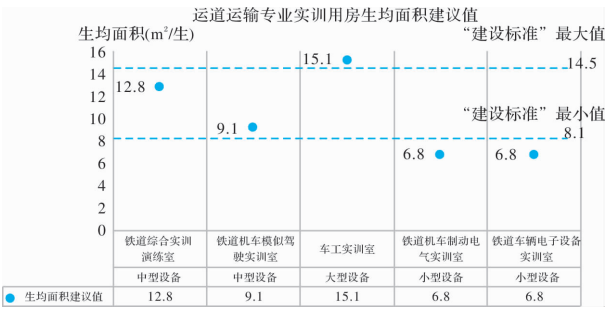 运道运输专业实训用房生均面积建议值
生均面积(m²/生)
“建设标准”最大值
16
14
12
10
8
6
4
2
0
14.5
“建设标准”最小值
8.1
12.8
9.1
15.1
6.8
6.8
铁道综合实训
演练室
铁道机车模似驾
驶实训室
车工实训室
铁道机车制动电
气实训室
铁道车辆电子设备
实训室
中型设备
中型设备
大型设备
小型设备
小型设备
生均面积建议值
12.8
9.1
15.1
6.8
6.8